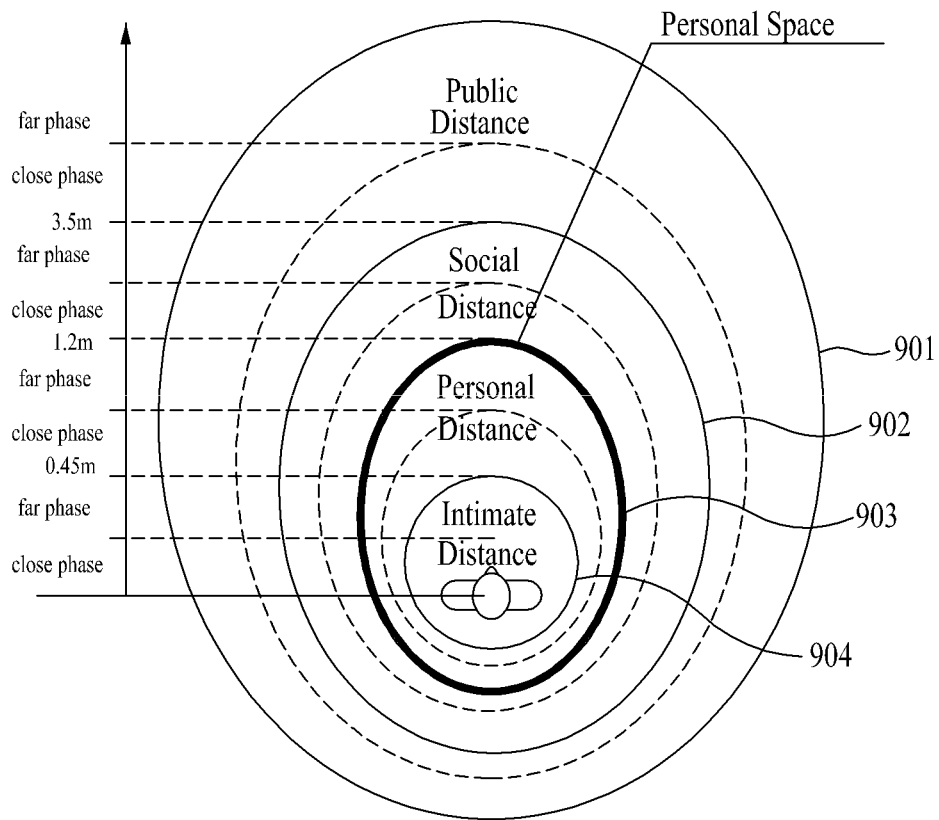 Personal Space
Public
Distance
far phase
close phase
3.5m
far phase
Social
Distance
close phase
1.2m
901
far phase
Personal
Distance
902
close phase
0.45m
far phase
Intimate
Distance
903
close phase
904